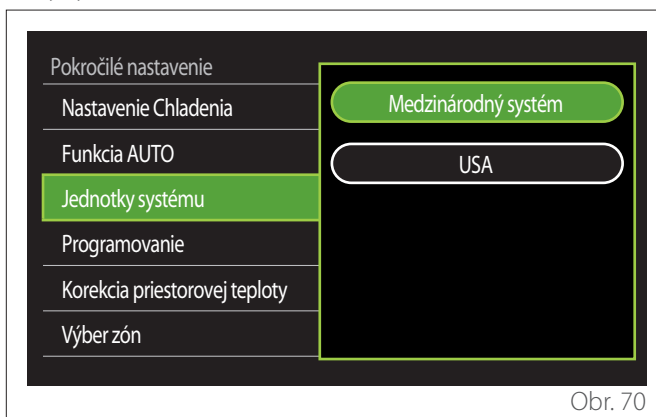 Pokročilé nastavenie
Nastavenie Chladenia
Funkcia AUTO
Jednotky systému
Programovanie
Korekcia priestorovej teploty
Výber zón
Medzinárodný systém
USA
Obr. 70